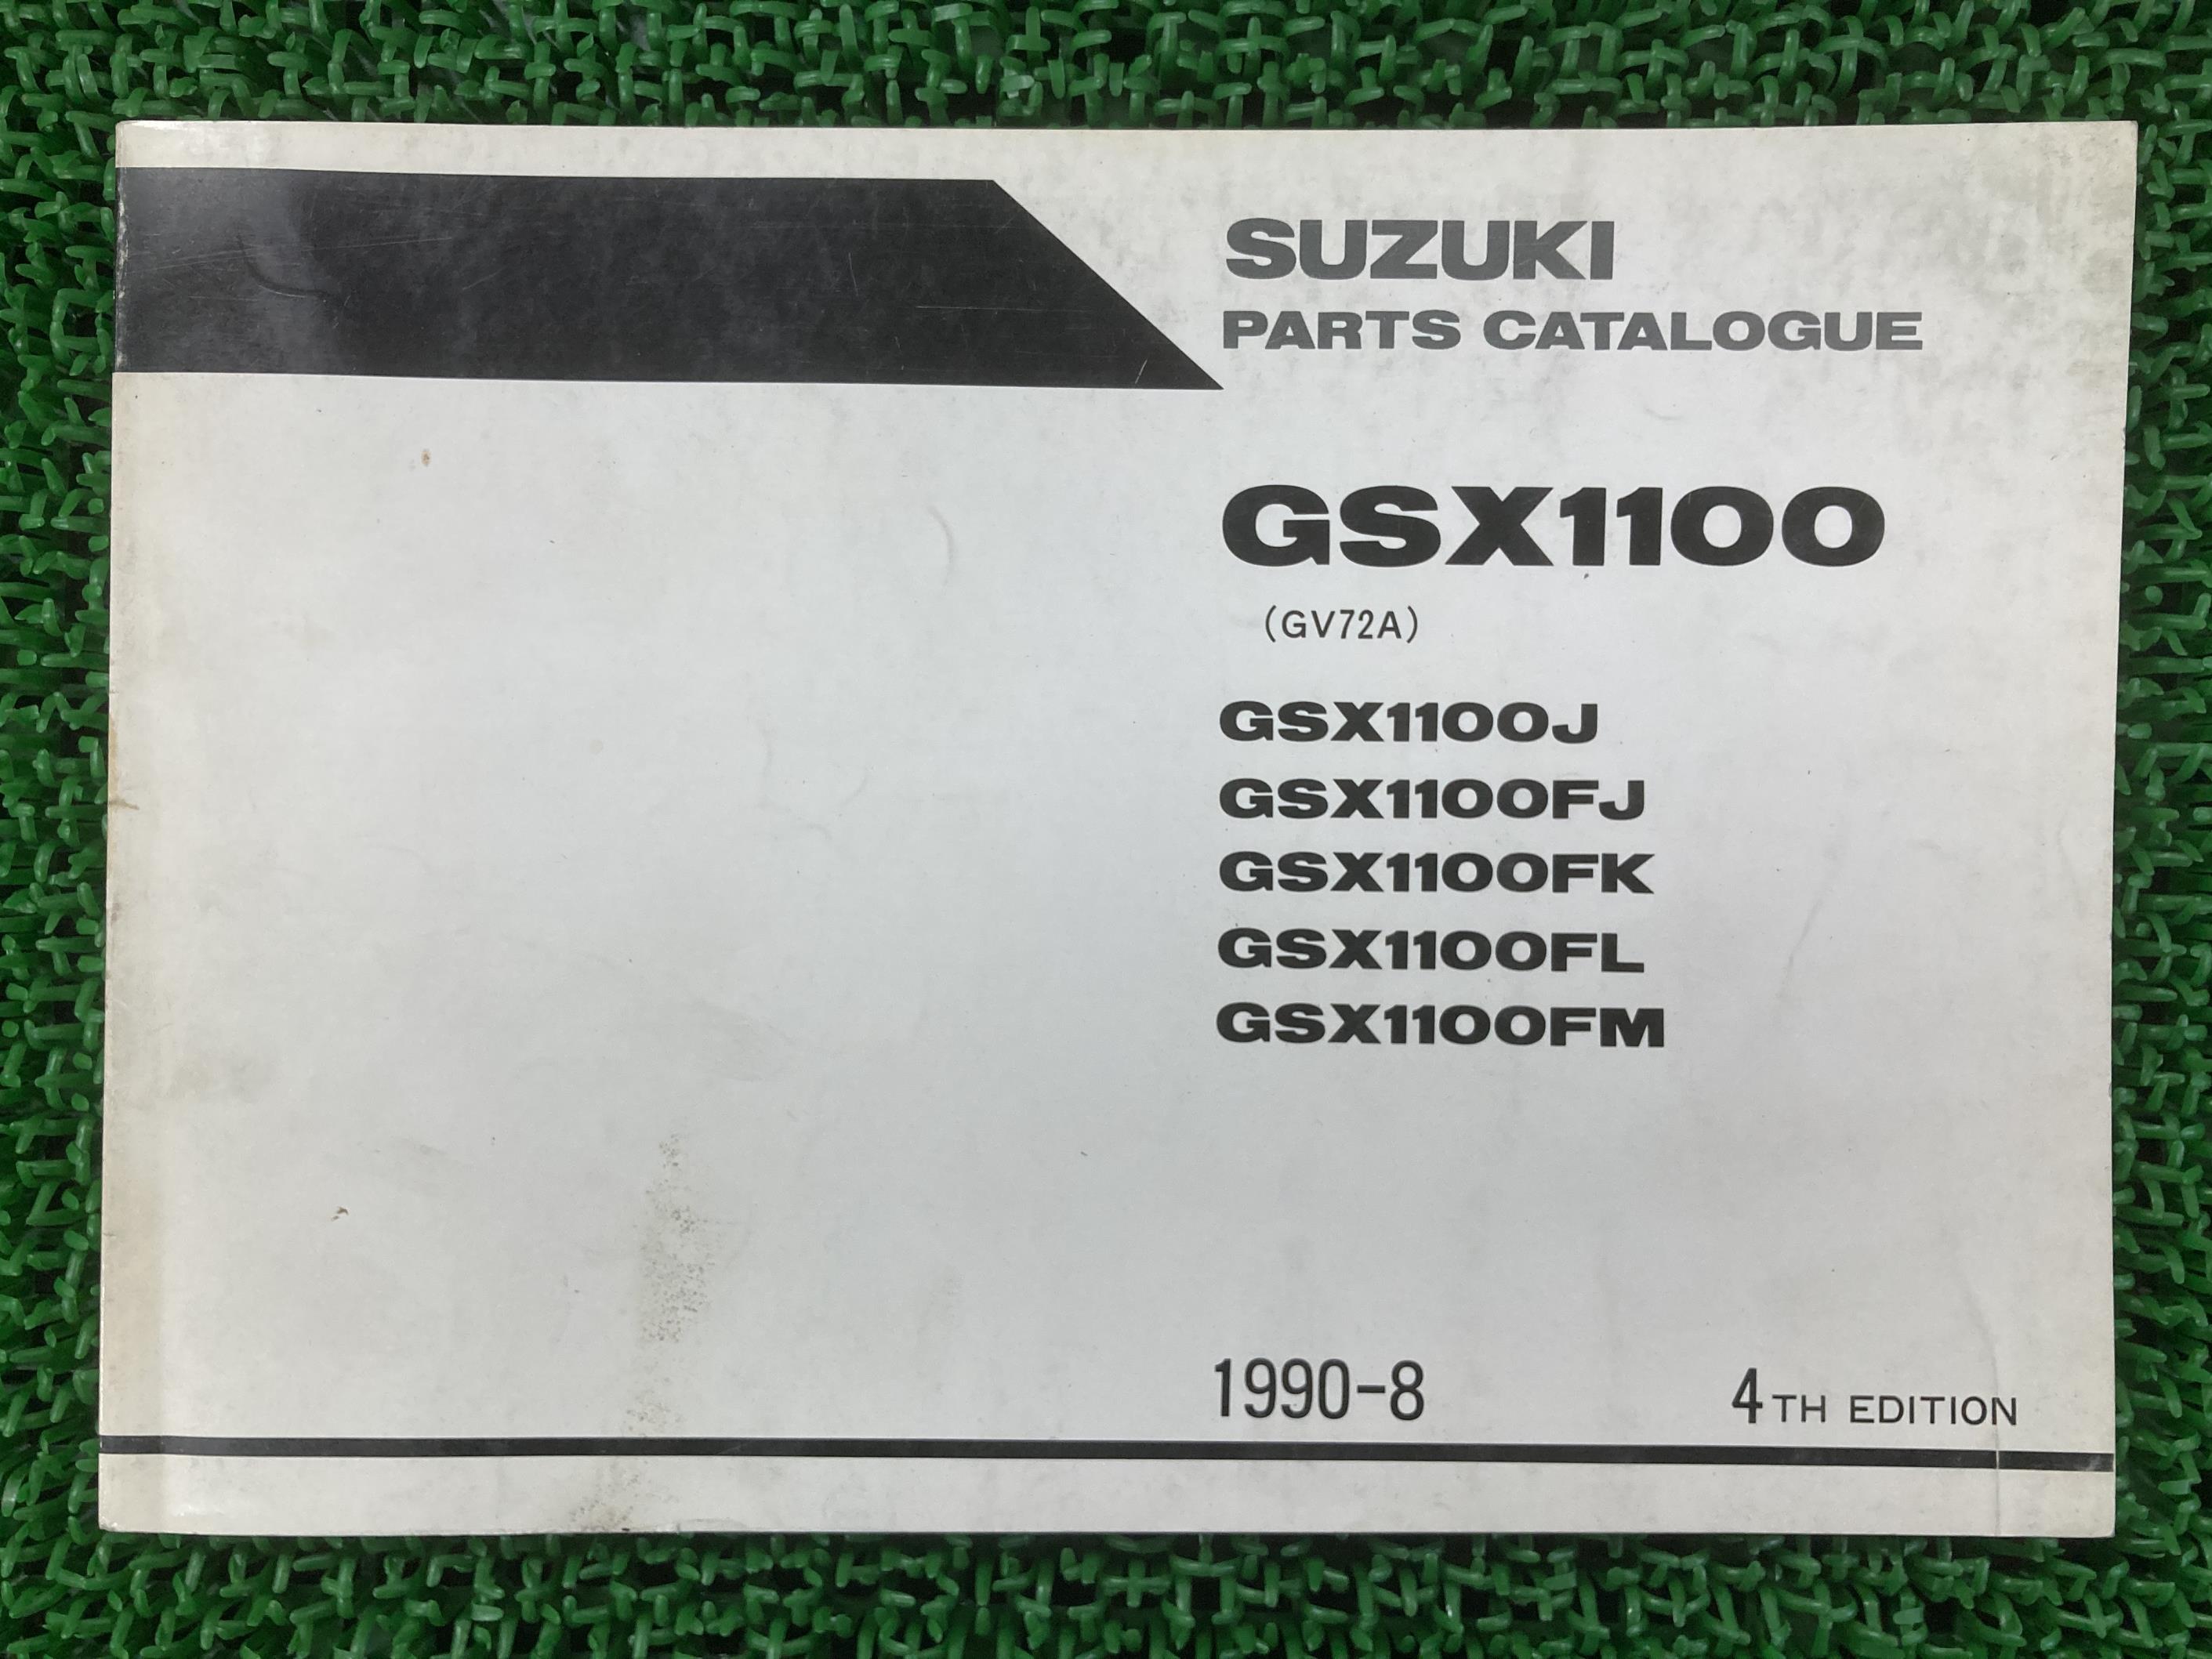 SUZUKI
PARTS CATALOGUE
GSX1100
(GV72A)
GSX1100J
GSX1100FJ
GSX1100FK
GSX1100FL
GSX1100FM
1990-8 4TH EDITION